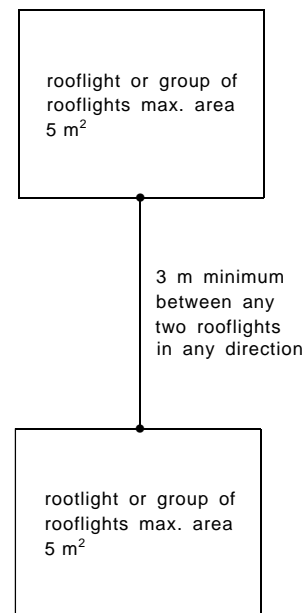 rooflight or group of
rooflights max. area
5 m²
3 m minimum
between any
two rooflights
in any direction
rootlight or group of
rooflights max. area
5 m²